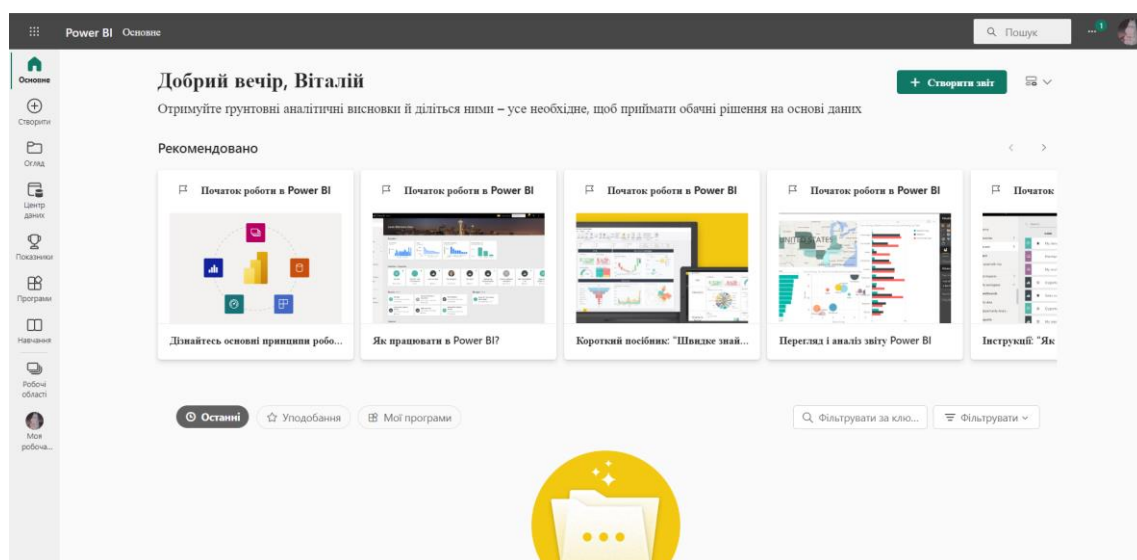 Power BI Основне
Пошук
1
Основне
Створити
Огляд
Центр
даних
Показники
Програми
Навчання
Робочі
області
Моя
робоча...
Добрий вечір, Віталій
+ Створити звіт
Отримуйте ґрунтовні аналітичні висновки й діліться ними – усе необхідне, щоб приймати обачні рішення на основі даних
Рекомендовано
Початок роботи в Power BI
Дізнайтесь основні принципи робо...
Початок роботи в Power BI
Як працювати в Power BI?
Початок роботи в Power BI
Короткий посібник: "Швидке знай...
Початок роботи в Power BI
UNITED STATES
Перегляд і аналіз звіту Power BI
Початок
Інструкції: "Як
Останні
Уподобання
Мої програми
Фільтрувати за клю...
Фільтрувати